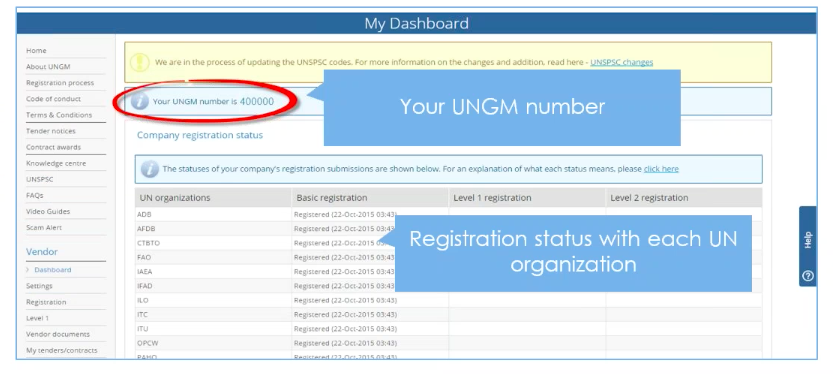 My Dashboard
Home
About UNGM
Registration process
Code of conduct
Terms & Conditions
Tender notices
Contract awards
Knowledge centre
UNSPSC
FAQs
Video Guides
Scam Alert
Vendor
> Dashboard
Settings
Registration
Level 1
Vendor documents
My tenders/contracts
We are in the process of updating the UNSPSC codes. For more information on the changes and addition, read here - UNSPSC changes
Your UNGM number is 400000
Your UNGM number
Company registration status
The statuses of your company's registration submissions are shown below. For an explanation of what each status means, please click here
UN organizations Basic registration Level 1 registration Level 2 registration
ADB Registered (22-Oct-2015 03:43)
AFDB Registered (22-Oct-2015 03:43
CTBTO Registered (22-Oct-2015
FAO Registered (22-Oct-2015 03:43
IAEA Registered (22-Oct-2015 03:43)
IFAD Registered (22-Oct-2015 03:43)
ILO Registered (22-Oct-2015 03:43)
ITC Registered (22-Oct-2015 03:43)
ITU Registered (22-Oct-2015 03:43)
OPCW Registered (22-Oct-2015 03:43)
PAHO Registered (22-Oct-2015 03:43)
Registration status with each UN
organization
Help